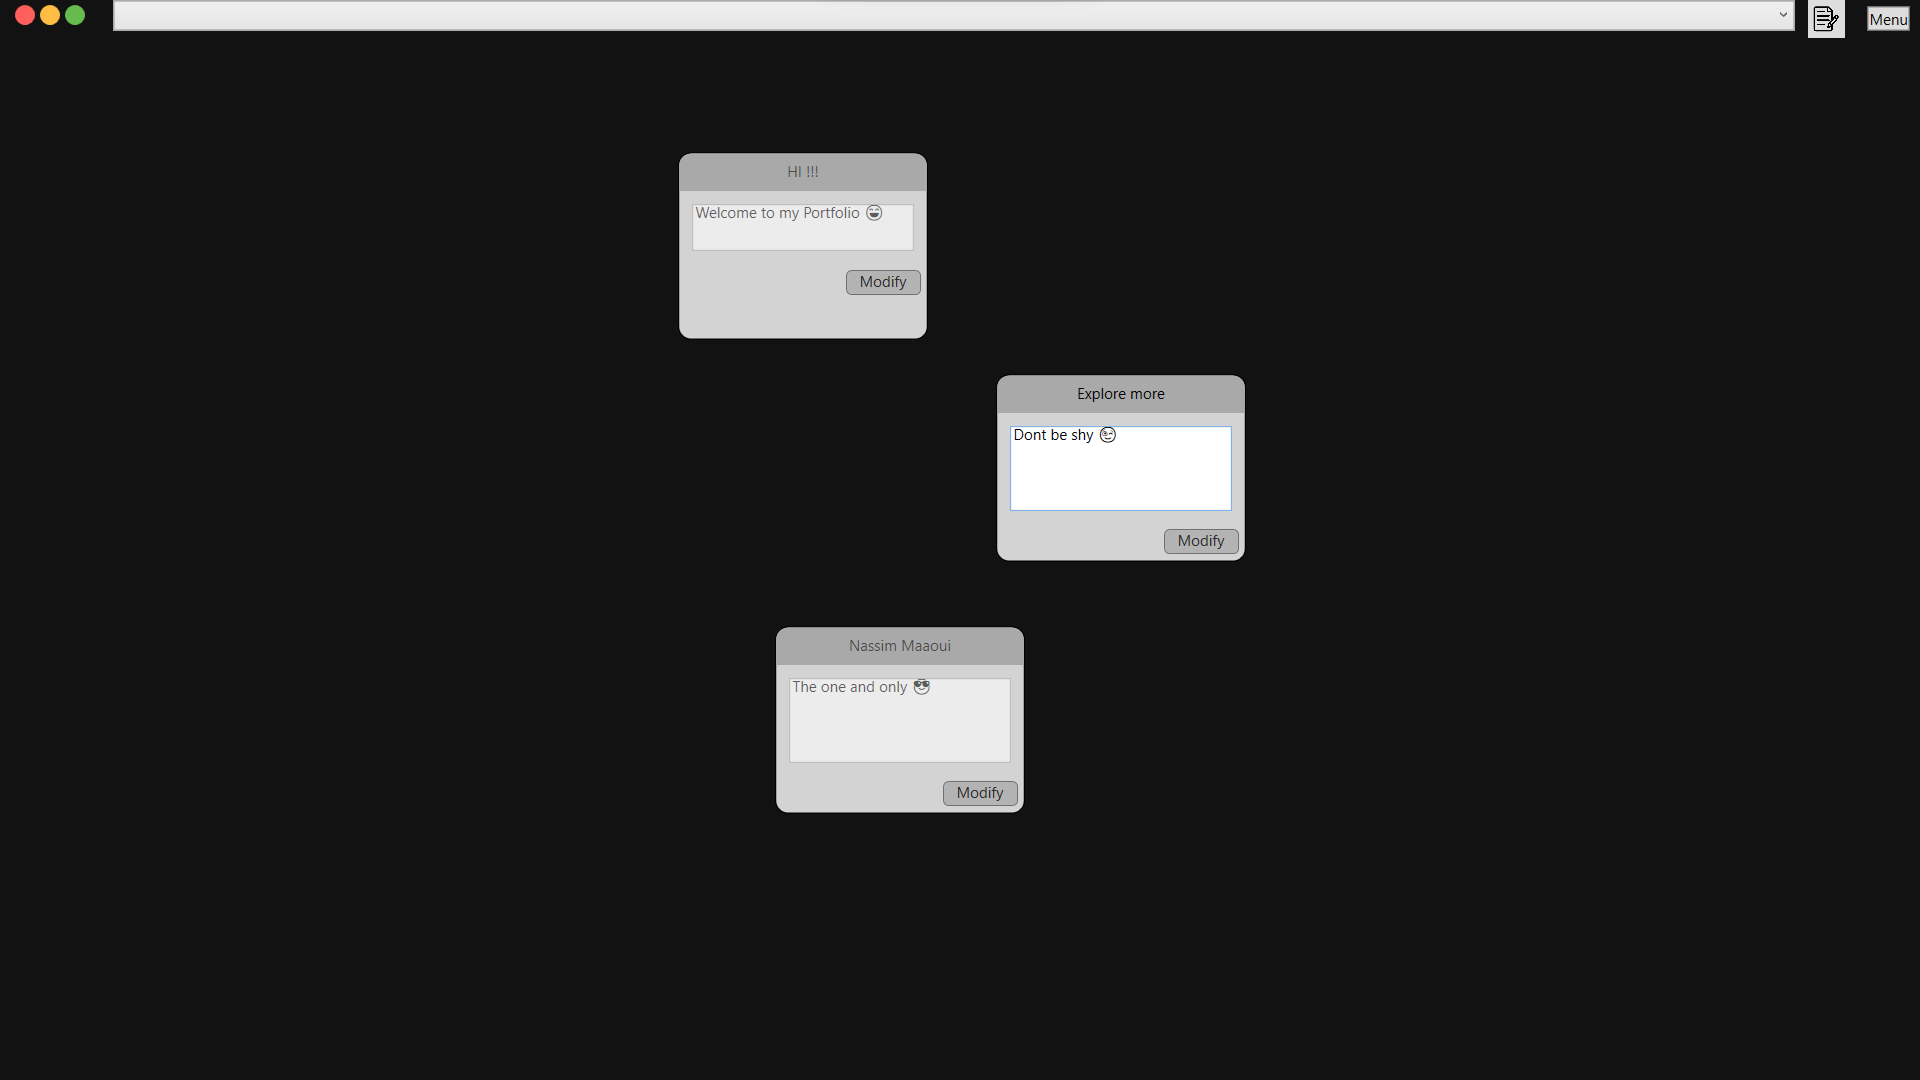 Menu
HI !!!
Welcome to my Portfolio 😄
Modify
Explore more
Dont be shy 😉
Modify
Nassim Maaoui
The one and only 😎
Modify